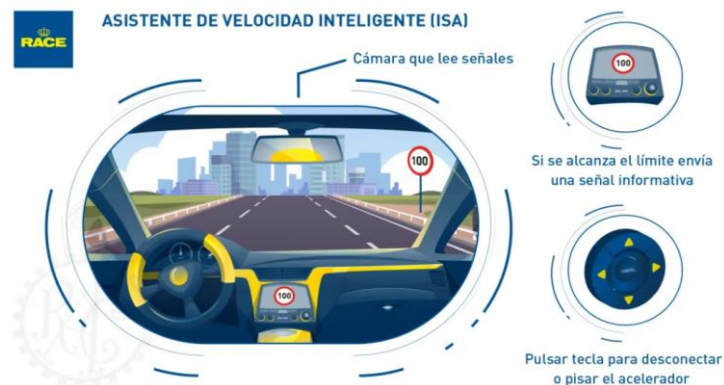 RACE
ASISTENTE DE VELOCIDAD INTELIGENTE (ISA)
Cámara que lee señales
100
100
100
Si se alcanza el límite envía
una señal informativa
Pulsar tecla para desconectar
o pisar el acelerador